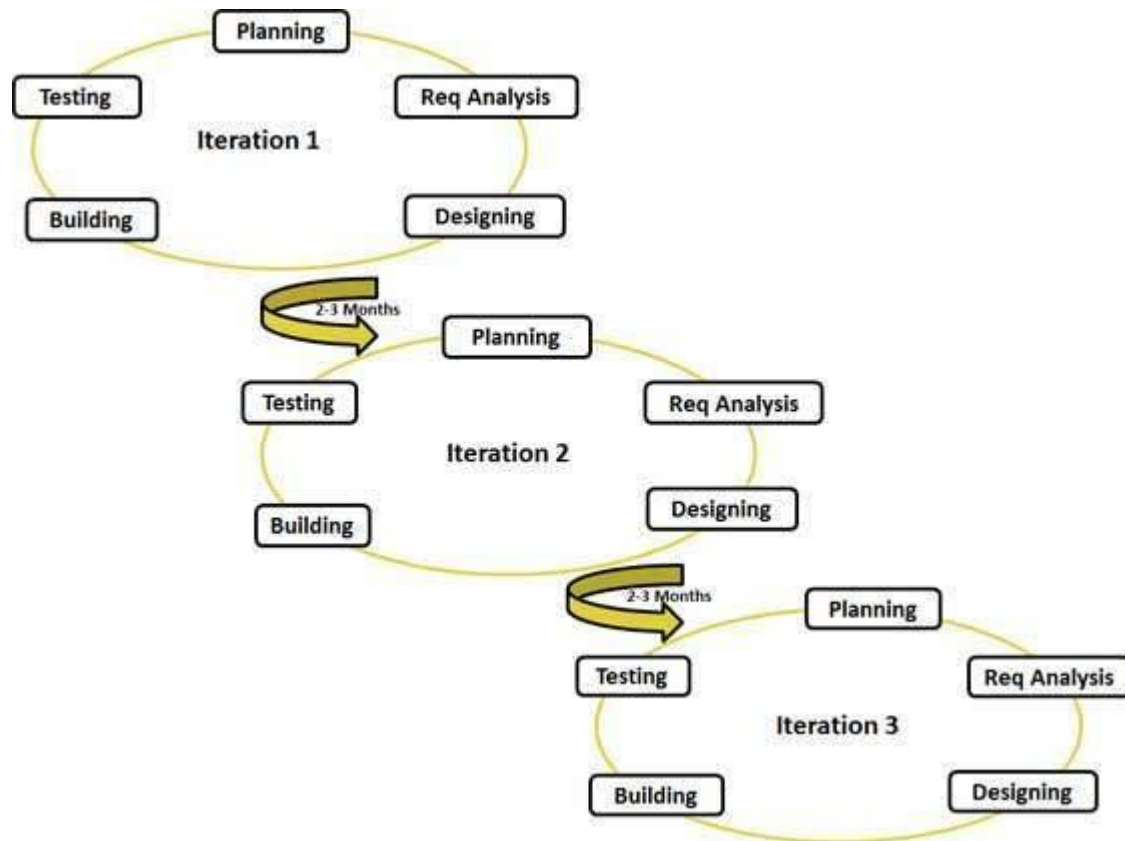 Planning
Testing
Req Analysis
Iteration 1
Building
Designing
2-3 Months
Planning
Testing
Req Analysis
Iteration 2
Building
Designing
2-3 Months
Planning
Testing
Req Analysis
Iteration 3
Building
Designing